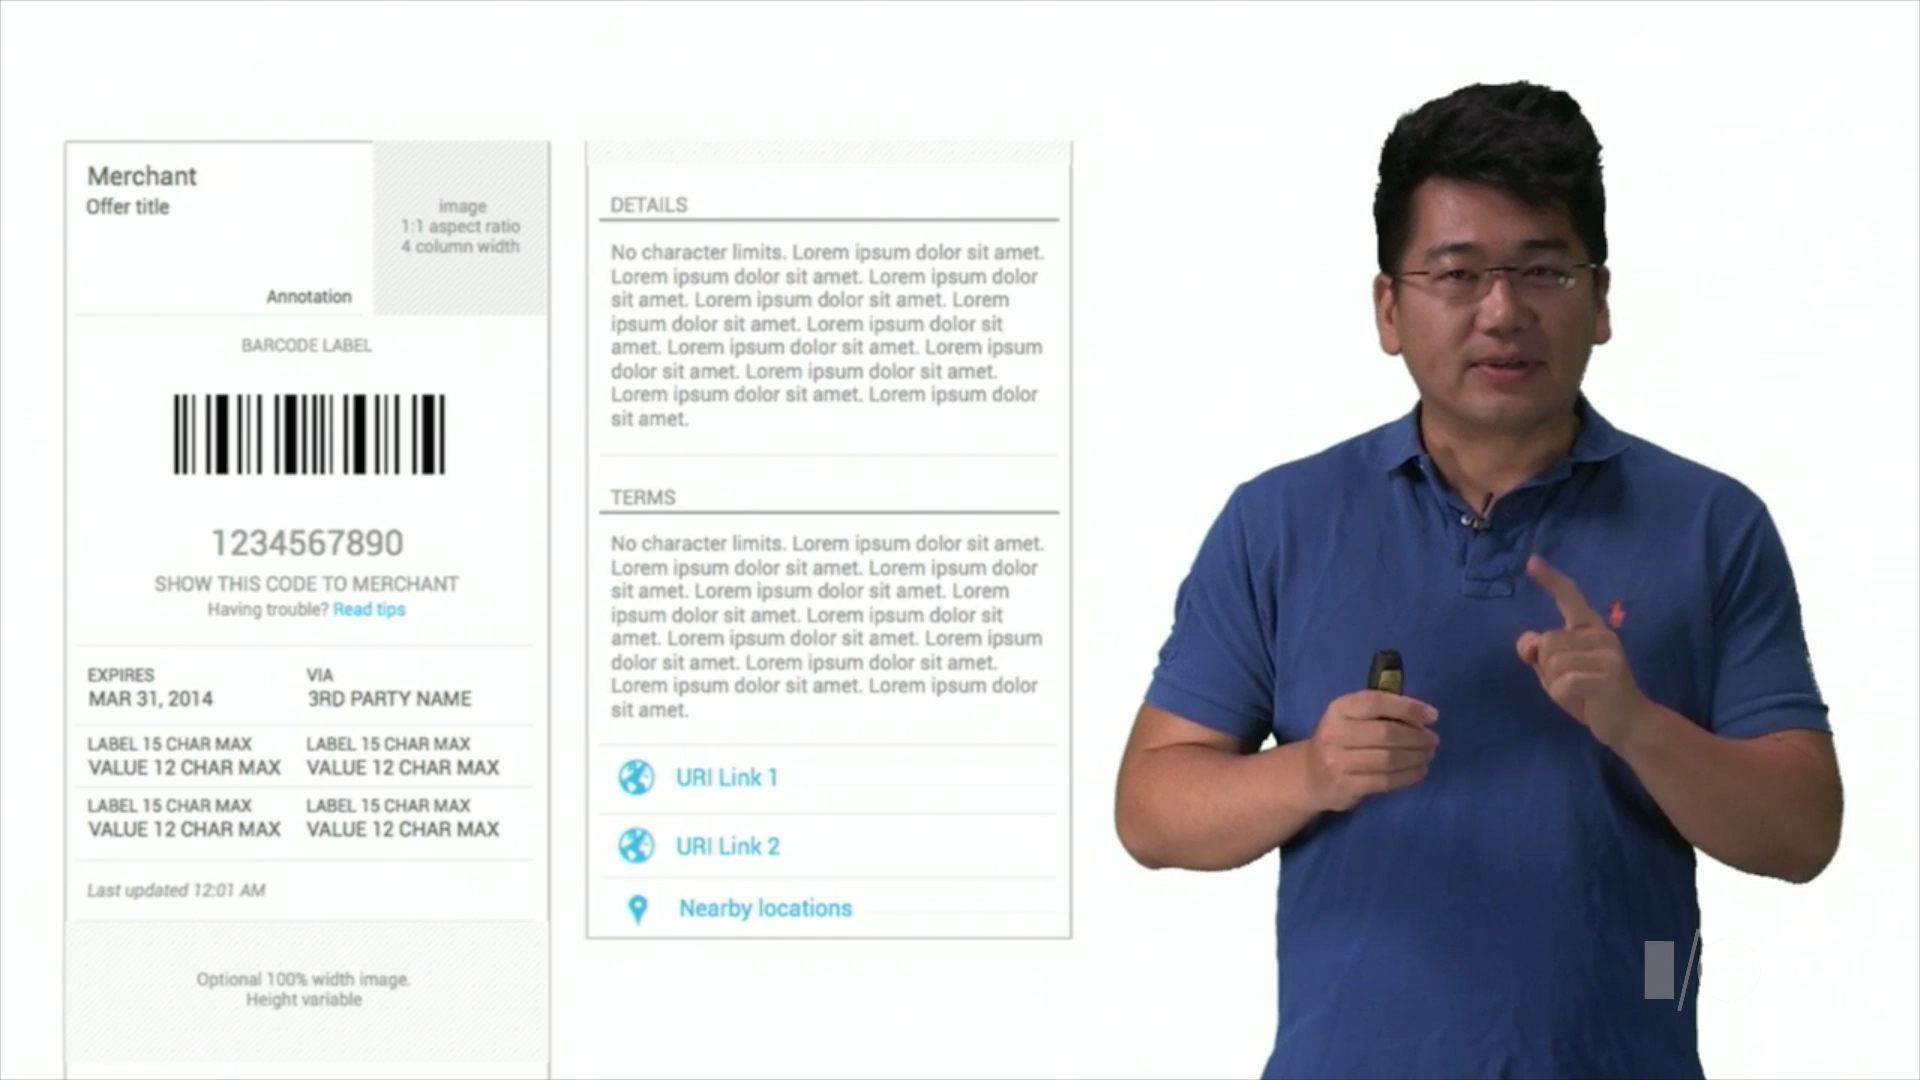 Merchant
Offer title
image
1:1 aspect ratio
4 column width
Annotation
BARCODE LABEL
1234567890
SHOW THIS CODE TO MERCHANT
Having trouble? Read tips
EXPIRES
MAR 31, 2014
VIA
3RD PARTY NAME
LABEL 15 CHAR MAX
VALUE 12 CHAR MAX
LABEL 15 CHAR MAX
VALUE 12 CHAR MAX
LABEL 15 CHAR MAX
VALUE 12 CHAR MAX
LABEL 15 CHAR MAX
VALUE 12 CHAR MAX
Last updated 12:01 AM
Optional 100% width image.
Height variable
DETAILS
No character limits. Lorem ipsum dolor sit amet.
Lorem ipsum dolor sit amet. Lorem ipsum dolor
sit amet. Lorem ipsum dolor sit amet. Lorem
ipsum dolor sit amet. Lorem ipsum dolor sit
amet. Lorem ipsum dolor sit amet. Lorem ipsum
dolor sit amet. Lorem ipsum dolor sit amet.
Lorem ipsum dolor sit amet. Lorem ipsum dolor
sit amet.
TERMS
No character limits. Lorem ipsum dolor sit amet.
Lorem ipsum dolor sit amet. Lorem ipsum dolor
sit amet. Lorem ipsum dolor sit amet. Lorem
ipsum dolor sit amet. Lorem ipsum dolor sit
amet. Lorem ipsum dolor sit amet. Lorem ipsum
dolor sit amet. Lorem ipsum dolor sit amet.
Lorem ipsum dolor sit amet. Lorem ipsum dolor
sit amet.
URI Link 1
URI Link 2
Nearby locations
I/